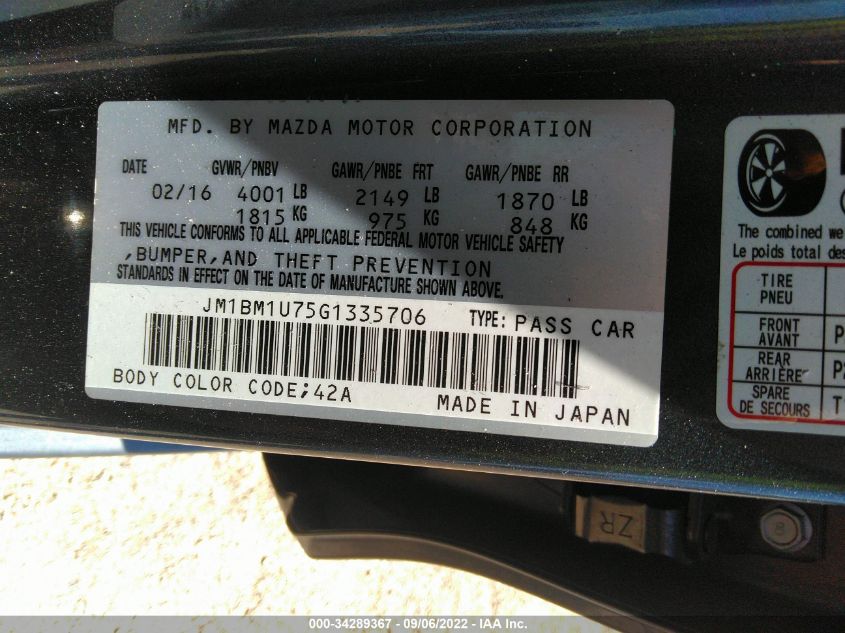 MFD. BY MAZDA MOTOR CORPORATION
DATE GVWR/PNBV GAWR/PNBE FRT GAWR/PNBE RR
02/16 4001 LB 2149 LB 1870 LB
1815 KG 975 KG 848 KG
THIS VEHICLE CONFORMS TO ALL APPLICABLE FEDERAL MOTOR VEHICLE SAFETY
,BUMPER,AND THEFT PREVENTION
STANDARDS IN EFFECT ON THE DATE OF MANUFACTURE SHOWN ABOVE.
JM1BM1U75G1335706 TYPE: PASS CAR
BODY COLOR CODE;42A
MADE IN JAPAN
The combined we
Le poids total des
TIRE
PNEU
FRONT
AVANT
P
REAR
ARRIÈRE
P2
SPARE
DE SECOURS
T
ZR
8
000-34289367 - 09/06/2022 - IAA Inc.